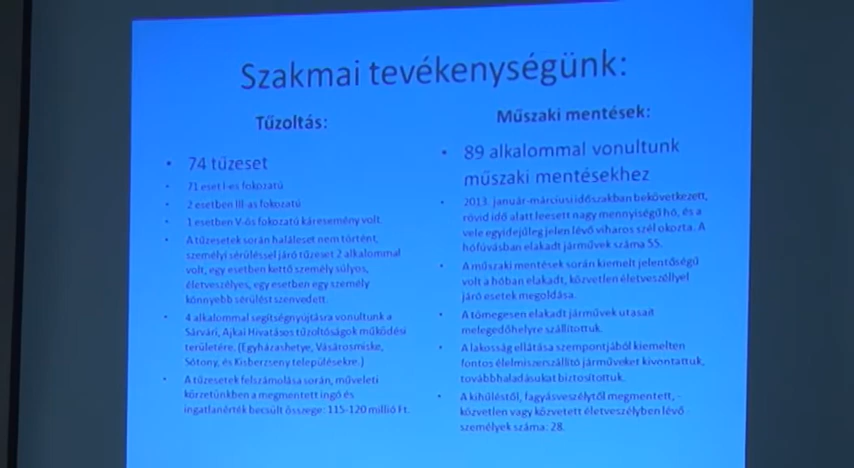 Szakmai tevékenységünk:
Tűzoltás:
• 74 tűzeset
• 71 eset I-es fokozatú
• 2 esetben III-as fokozatú
• 1 esetben V-ös fokozatú káresemény volt.
• A tűzesetek során haláleset nem történt,
személyi sérüléssel járó tűzeset 2 alkalommal
volt, egy esetben kettő személy súlyos,
életveszélyes, egy esetben egy személy
könnyebb sérülést szenvedett.
• 4 alkalommal segítségnyújtásra vonultunk a
Sárvári, Ajkai Hivatásos tűzoltóságok működési
területére. (Egyházashetye, Vásárosmiske,
Sótony, és Kisberzseny településekre.)
• A tűzesetek felszámolása során, műveleti
körzetünkben a megmentett ingó és
ingatlanérték becsült összege: 115-120 millió Ft.
Műszaki mentések:
• 89 alkalommal vonultunk
műszaki mentésekhez
• 2013. január-márciusi időszakban bekövetkezett,
rövid idő alatt leesett nagy mennyiségű hó, és a
vele egyidejűleg jelen lévő viharos szél okozta. A
hófúvásban elakadt járművek száma 55.
• A műszaki mentések során kiemelt jelentőségű
volt a hóban elakadt, közvetlen életveszéllyel
járó esetek megoldása.
• A tömegesen elakadt járművek utasait
melegedőhelyre szállítottuk.
• A lakosság ellátása szempontjából kiemelten
fontos élelmiszerszállító járműveket kivontattuk,
továbbhaladásukat biztosítottuk.
• A kihűléstől, fagyásveszélytől megmentett, -
közvetlen vagy közvetett életveszélyben lévő -
személyek száma: 28.